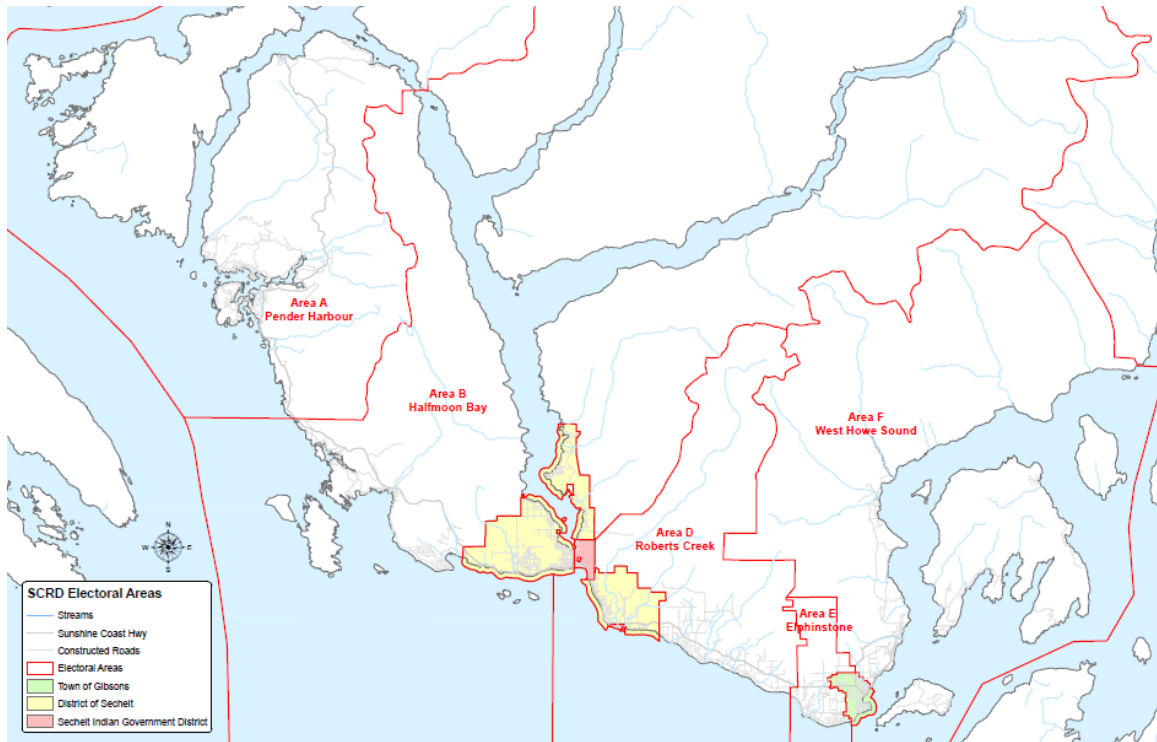 Area A
Pender Harbour
Area B
Halfmoon Bay
Area F
West Howe Sound
Area D
Roberts Creek
Area E
Elphinstone
N
W
E
S
SCRD Electoral Areas
Streams
Sunshine Coast Hwy
Constructed Roads
Electoral Areas
Town of Gibsons
District of Sechelt
Sechelt Indian Government District